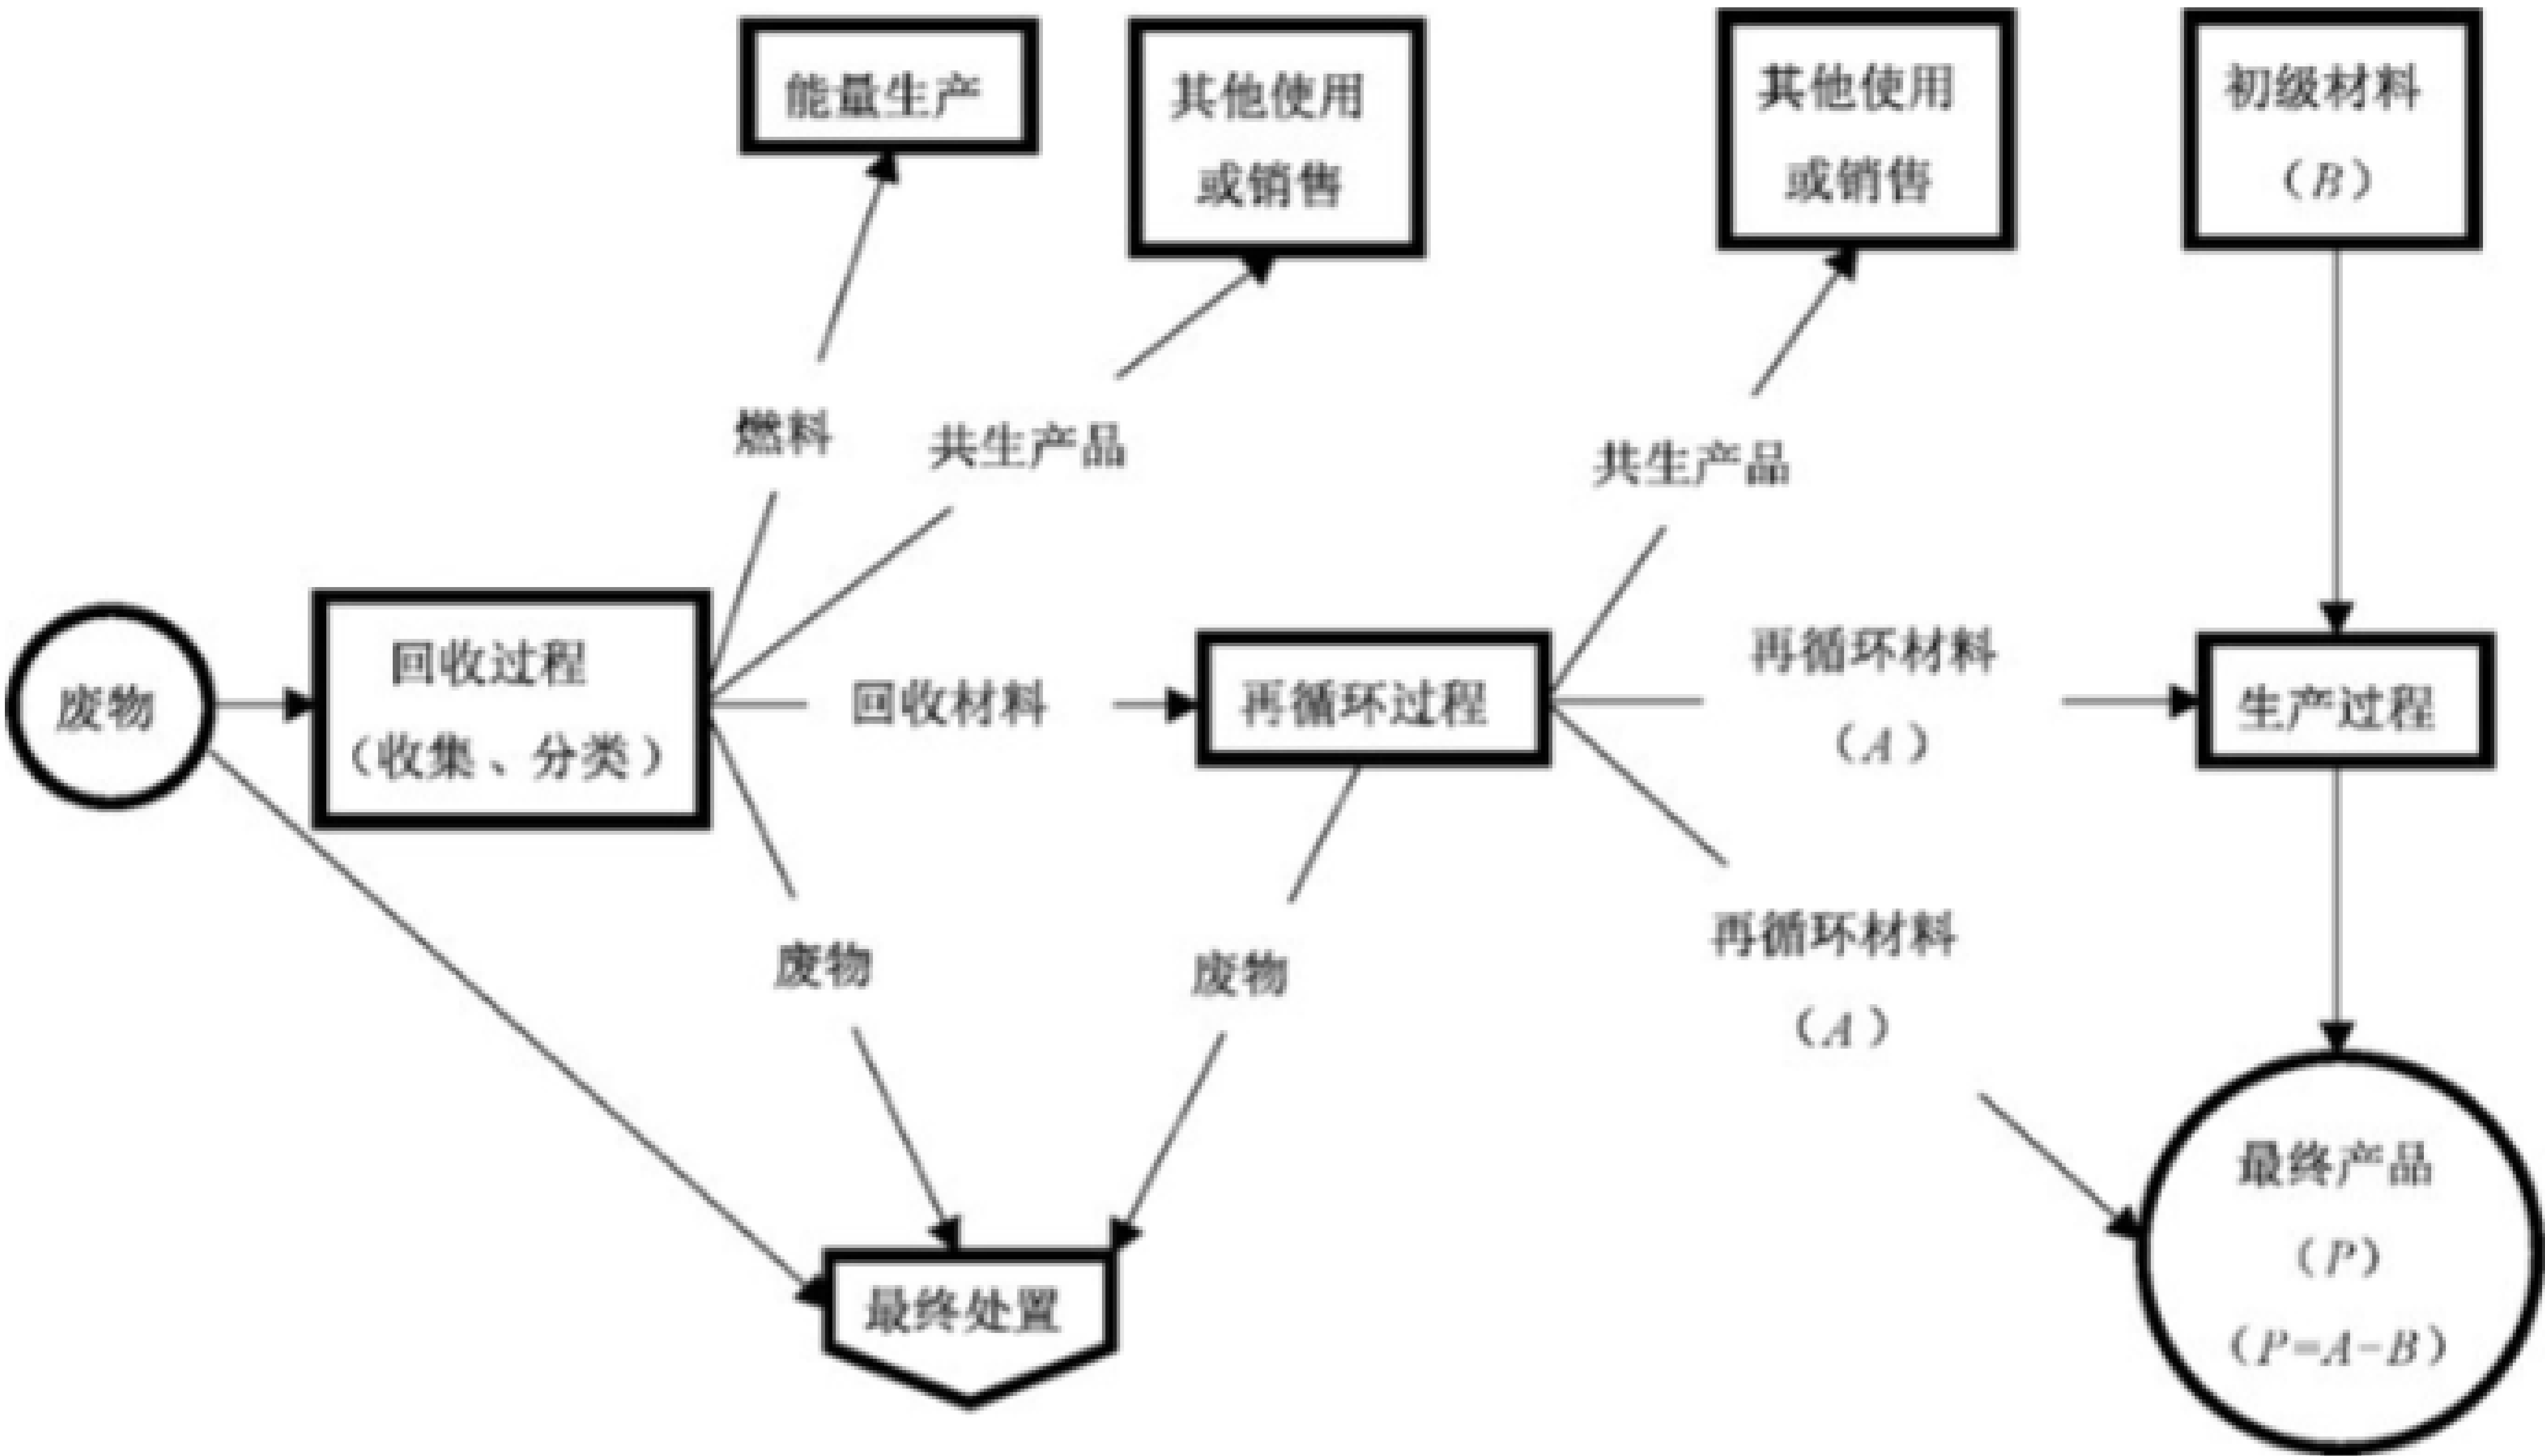 能量生产
其他使用
或销售
其他使用
或销售
初级材料
（B）
燃料
共生产品
共生产品
废物
回收过程
（收集、分类）
回收材料
再循环过程
再循环材料
（A）
生产过程
废物
废物
再循环材料
（A）
最终处置
最终产品
（P）
（P=A-B）